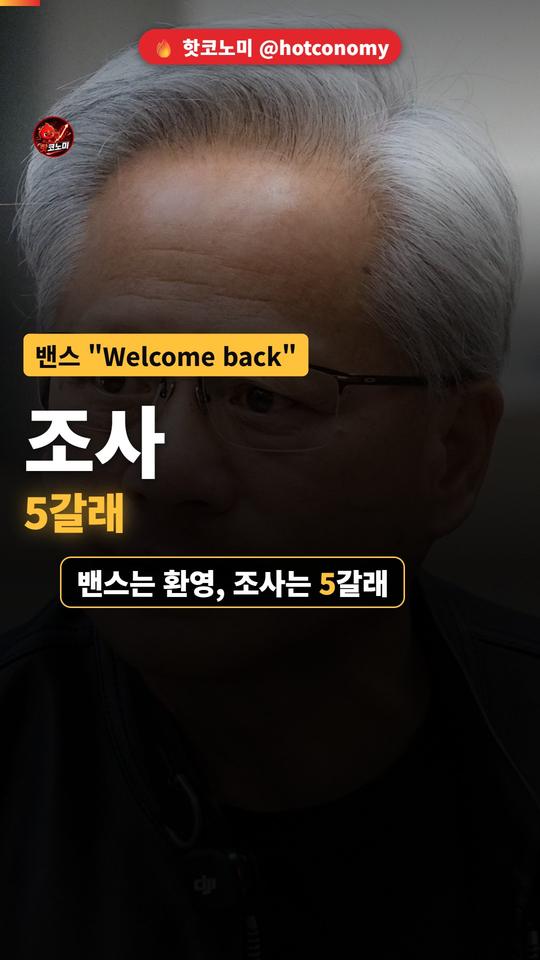 핫코노미 @hotconomy
핫코노미
밴스 "Welcome back"
조사
5갈래
밴스는 환영, 조사는 5갈래
dji